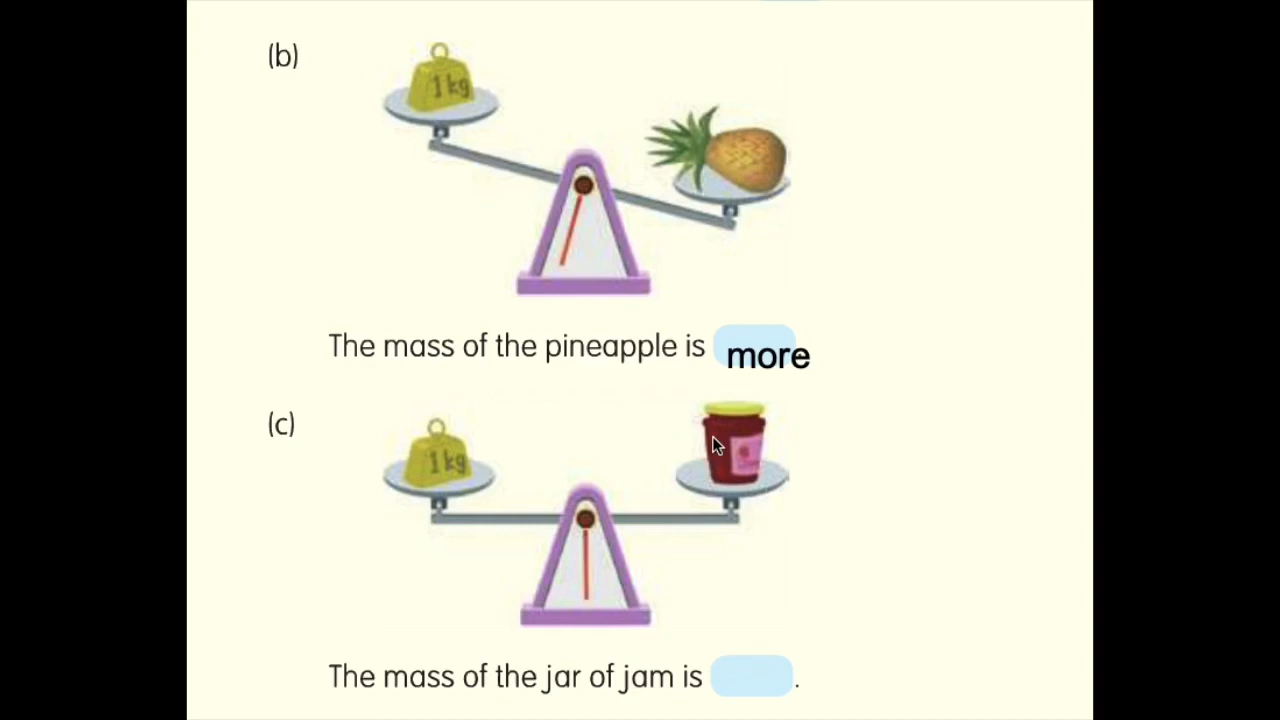 (b)
1 kg
The mass of the pineapple is more
(c)
1 kg
The mass of the jar of jam is .